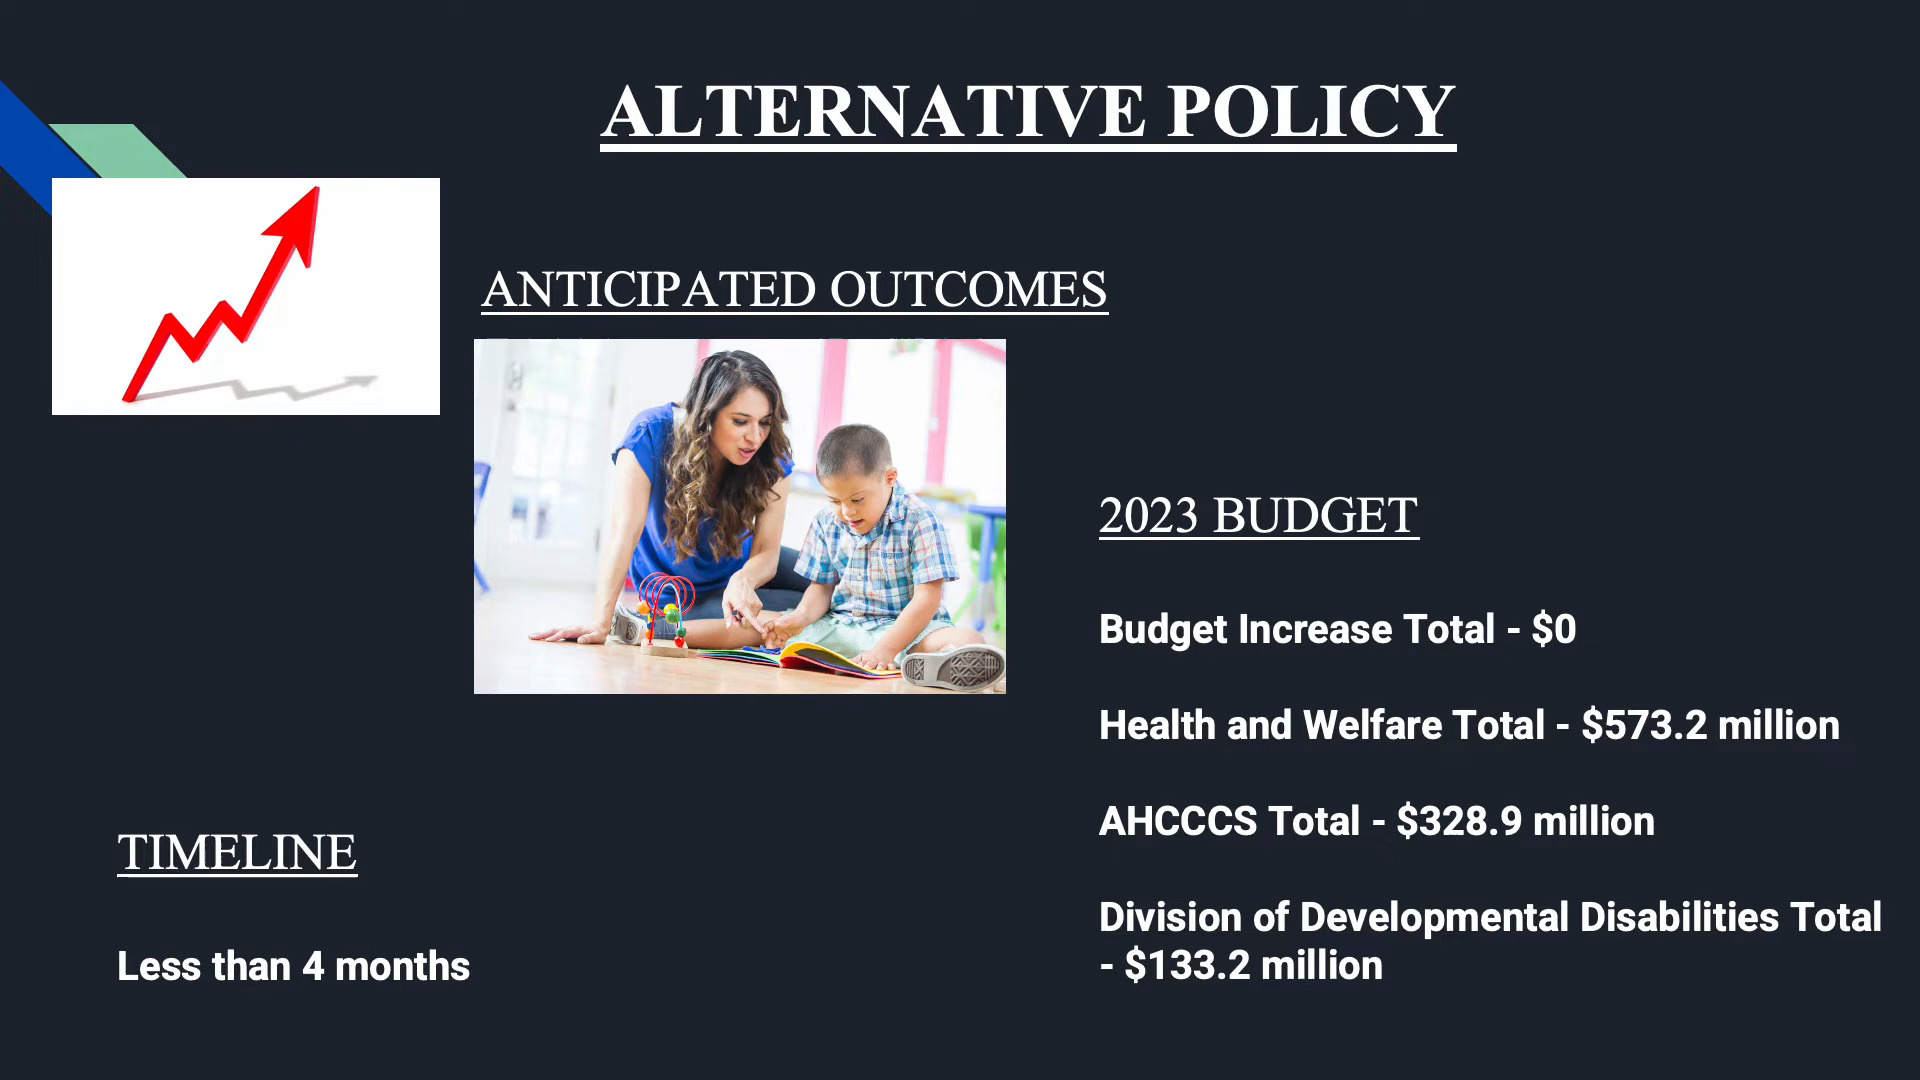 ALTERNATIVE POLICY
ANTICIPATED OUTCOMES
2023 BUDGET
Budget Increase Total - $0
Health and Welfare Total - $573.2 million
AHCCCS Total - $328.9 million
Division of Developmental Disabilities Total
- $133.2 million
TIMELINE
Less than 4 months